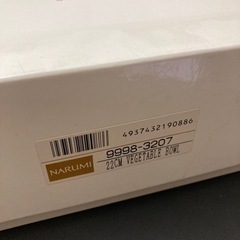 4937432190886
NARUMI
9998-3207
22CM VEGETABLE BOWL